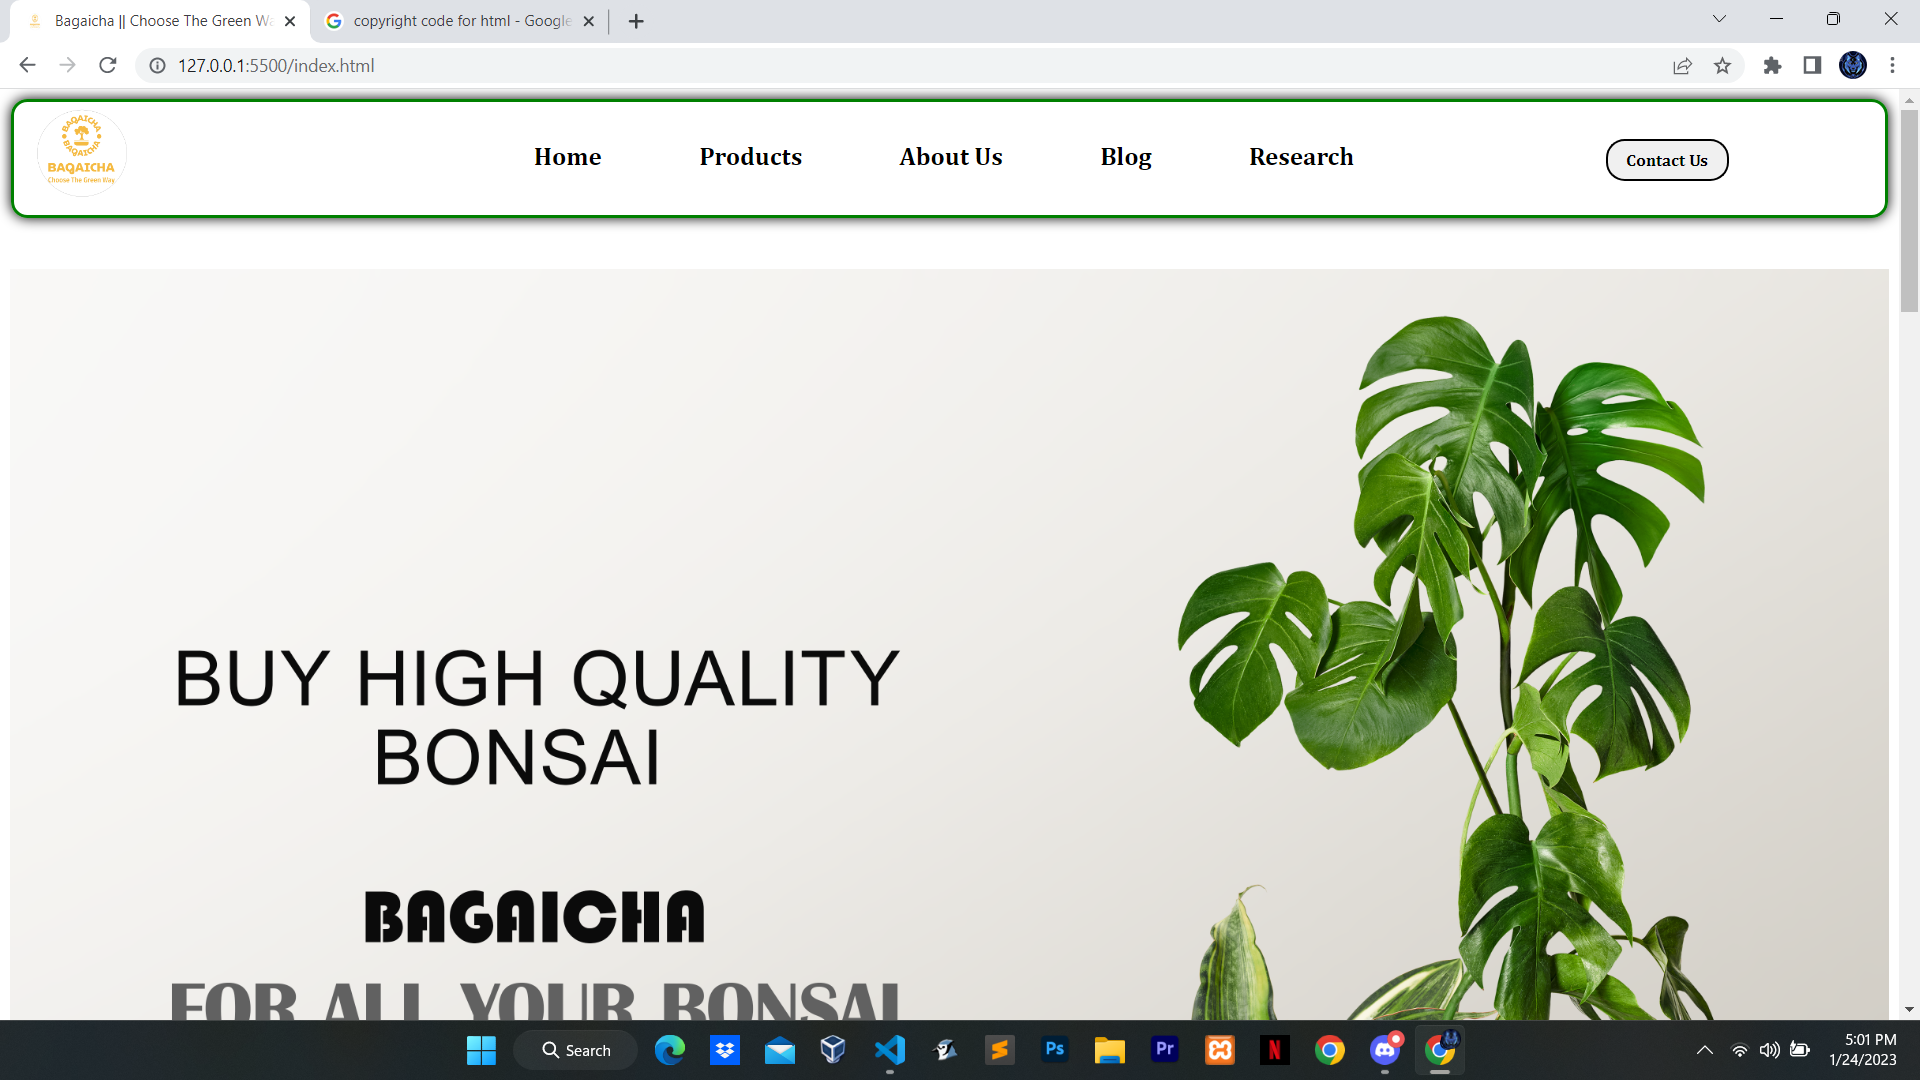 Bagaicha || Choose The Green Wa
copyright code for html - Google
127.0.0.1:5500/index.html
BAGAICHA
BAGAICHA
BAGAICHA
Choose The Green Way
Home
Products
About Us
Blog
Research
Contact Us
BUY HIGH QUALITY
BONSAI
BAGAICHA
FOR ALL YOUR BONSAI
Search
Ps
Pr
N
5:01 PM
1/24/2023